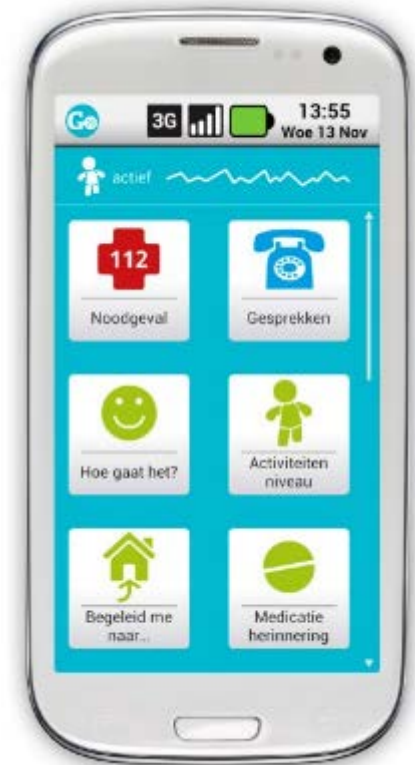 Go
3G
13:55
Woe 13 Nov
actief
112
Noodgeval
Gesprekken
Hoe gaat het?
Activiteiten
niveau
Begeleid me
naar...
Medicatie
herinnering